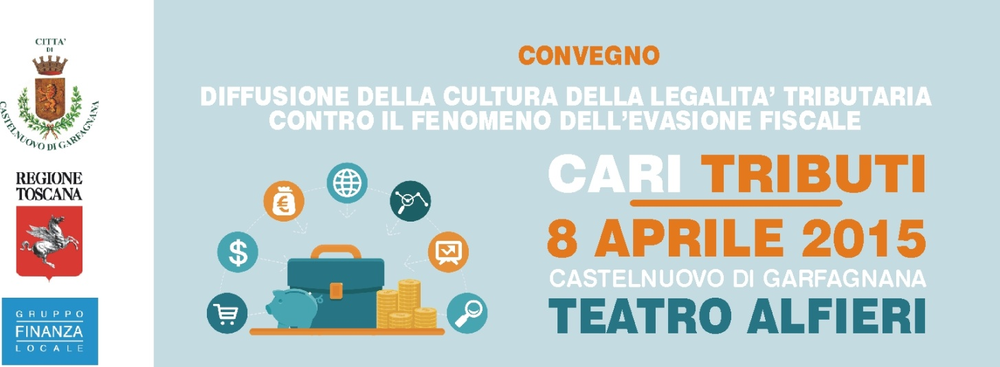 CITTA'
DI
CASTELNUOVO DI GARFAGNANA
REGIONE
TOSCANA
GRUPPO
FINANZA
LOCALE
CONVEGNO
DIFFUSIONE DELLA CULTURA DELLA LEGALITA' TRIBUTARIA
CONTRO IL FENOMENO DELL'EVASIONE FISCALE
CARI TRIBUTI
8 APRILE 2015
CASTELNUOVO DI GARFAGNANA
TEATRO ALFIERI
€
$